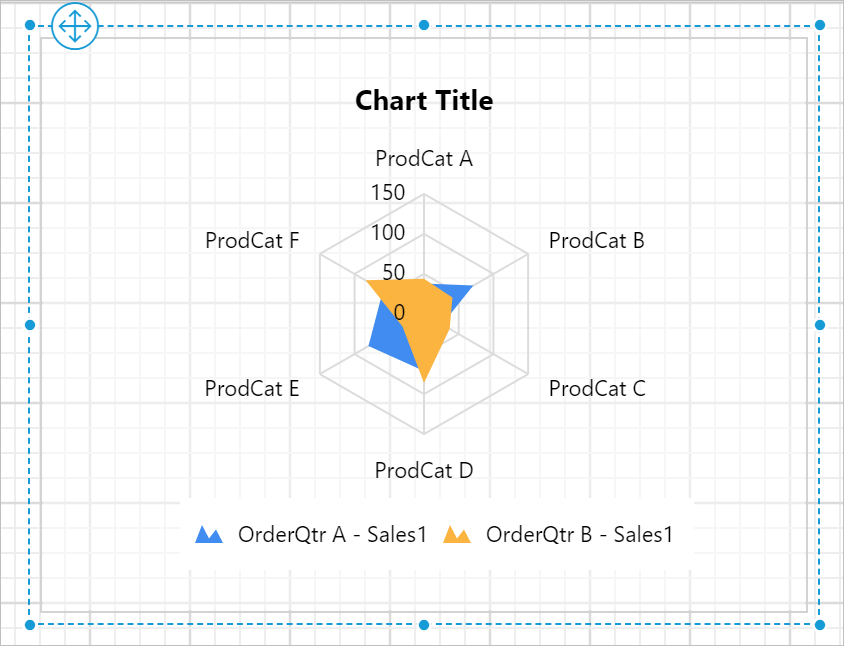 Chart Title
ProdCat A
150
ProdCat F
100
ProdCat B
50
0
ProdCat E
ProdCat C
ProdCat D
OrderQtr A - Sales1 OrderQtr B - Sales1